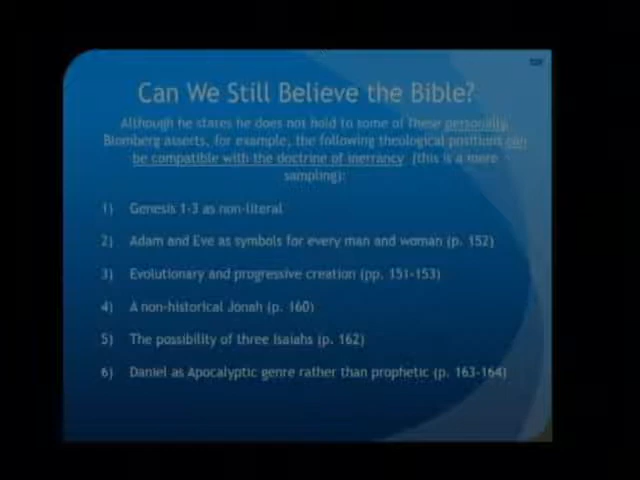 Can We Still Believe the Bible?
Although he states he does not hold to some of these personally,
Blomberg asserts, for example, the following theological positions can
be compatible with the doctrine of inerrancy (this is a mere
sampling):
1) Genesis 1-3 as non-literal
2) Adam and Eve as symbols for every man and woman (p. 152)
3) Evolutionary and progressive creation (pp. 151-153)
4) A non-historical Jonah (p. 160)
5) The possibility of three Isaiahs (p. 162)
6) Daniel as Apocalyptic genre rather than prophetic (p. 163-164)